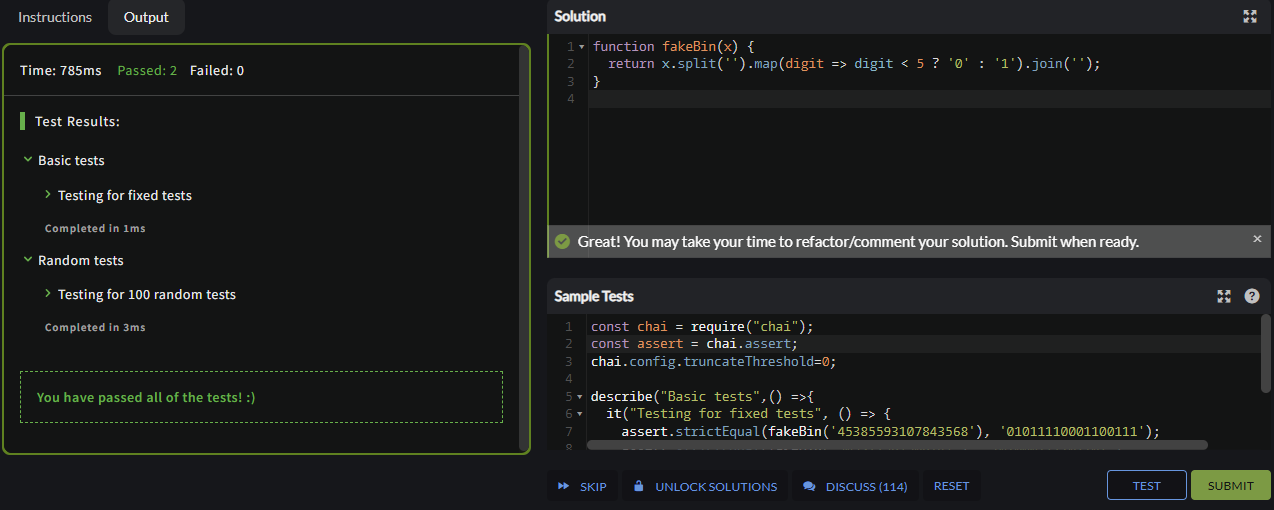 Instructions
Output
Time: 785ms Passed: 2 Failed: 0
Test Results:
Basic tests
Testing for fixed tests
Completed in 1ms
Random tests
Testing for 100 random tests
Completed in 3ms
You have passed all of the tests! :)
Solution
1 function fakeBin(x) {
2 return x.split('').map(digit => digit < 5 ? '0' : '1').join('');
3 }
4
Great! You may take your time to refactor/comment your solution. Submit when ready.
Sample Tests
1 const chai = require("chai");
2 const assert = chai.assert;
3 chai.config.truncateThreshold=0;
4
5 describe("Basic tests",() =>{
6 it("Testing for fixed tests", () => {
7 assert.strictEqual(fakeBin('45385593107843568'), '01011110001100111');
SKIP
UNLOCK SOLUTIONS
DISCUSS (114)
RESET
TEST
SUBMIT